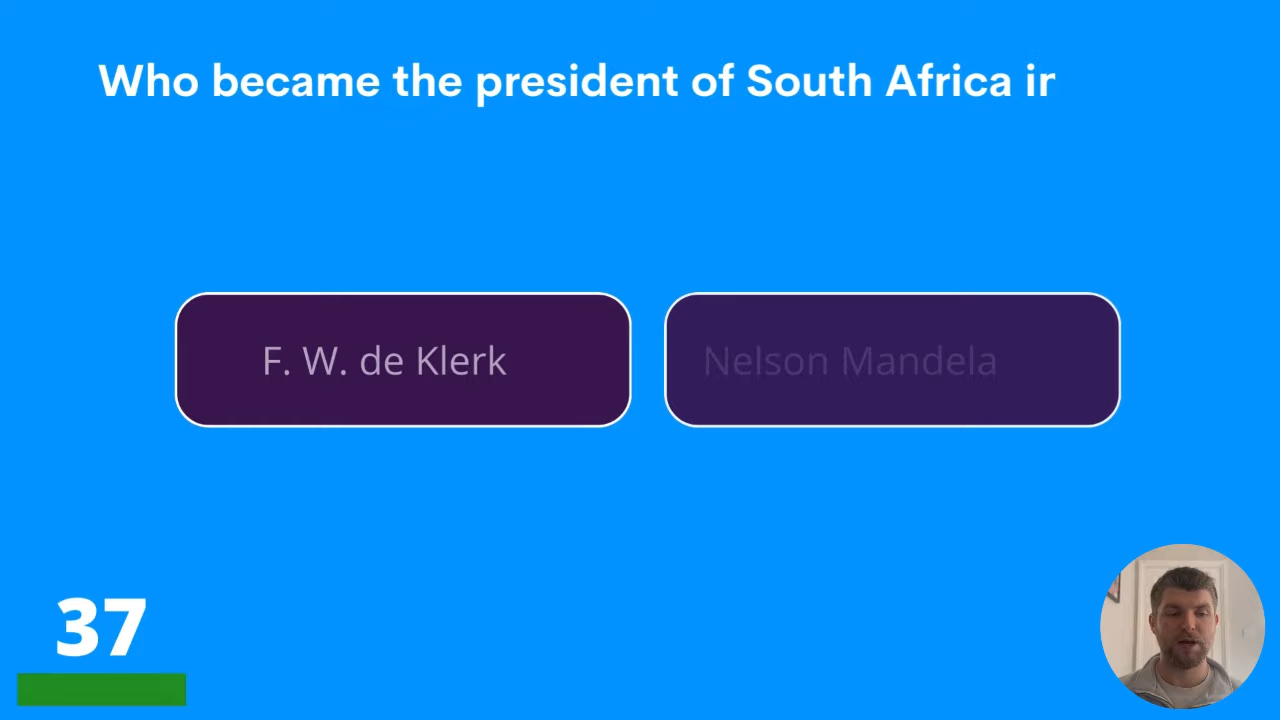 Who became the president of South Africa ir
F. W. de Klerk
Nelson Mandela
37